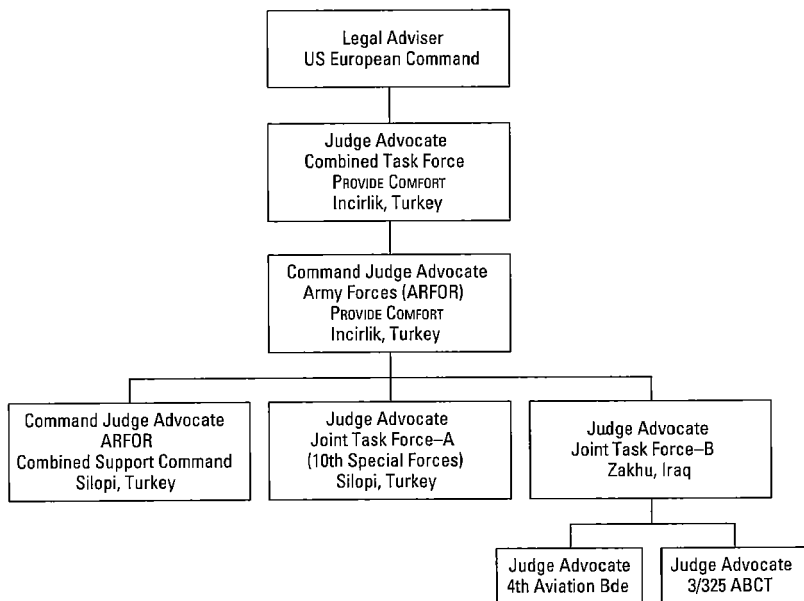 Legal Adviser
US European Command
Judge Advocate
Combined Task Force
PROVIDE COMFORT
Incirlik, Turkey
Command Judge Advocate
Army Forces (ARFOR)
PROVIDE COMFORT
Incirlik, Turkey
Command Judge Advocate
ARFOR
Combined Support Command
Silopi, Turkey
Judge Advocate
Joint Task Force–A
(10th Special Forces)
Silopi, Turkey
Judge Advocate
Joint Task Force–B
Zakhu, Iraq
Judge Advocate
4th Aviation Bde
Judge Advocate
3/325 ABCT